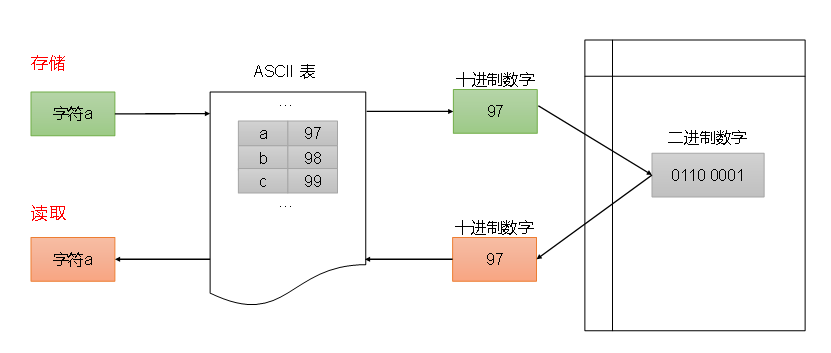 存储
字符a
ASCII 表
...
a 97
b 98
c 99
...
十进制数字
97
二进制数字
0110 0001
读取
字符a
十进制数字
97